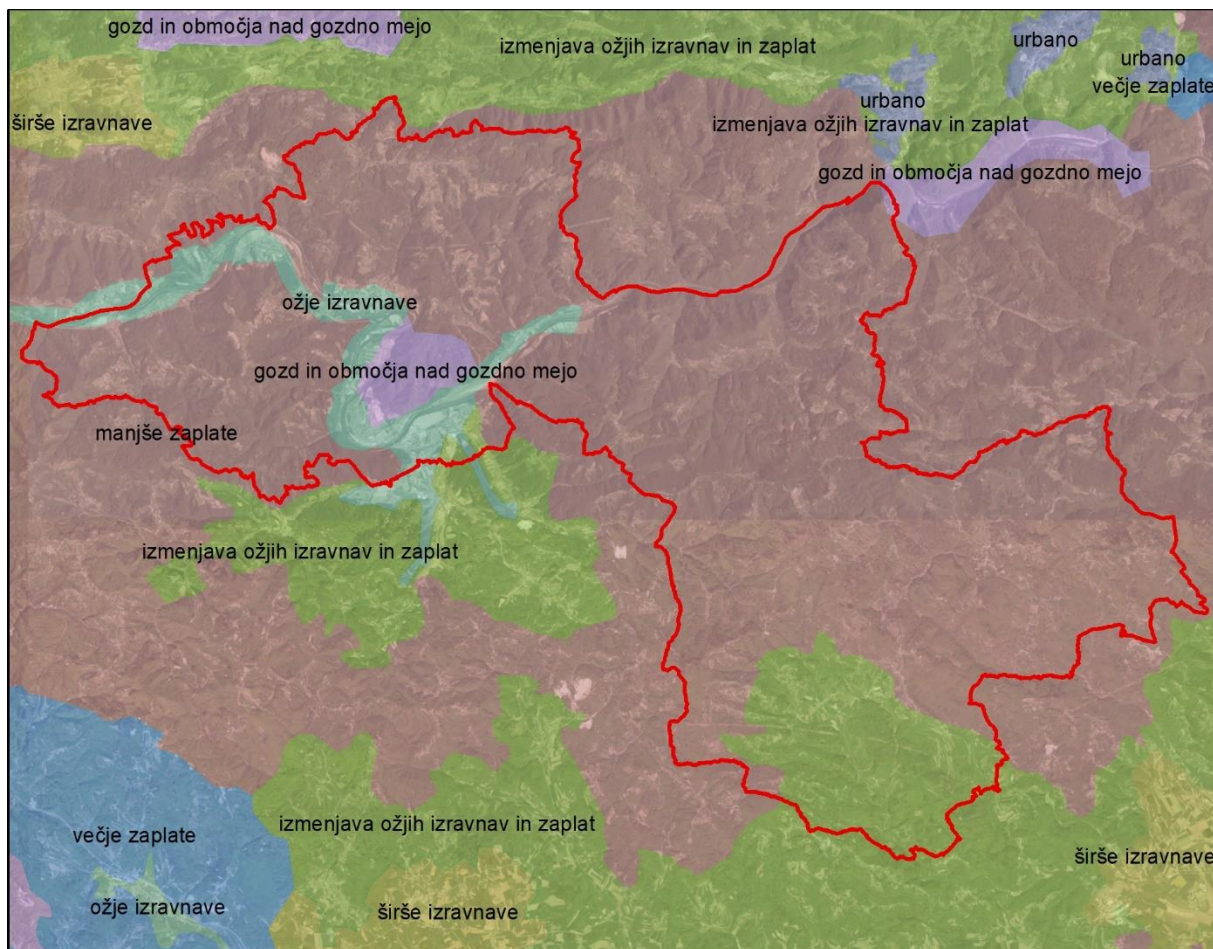 gozd in območja nad gozdno mejo
izmenjava ožjih izravnav in zaplat
urbano
urbano
večje zaplate
urbano
širše izravnave
izmenjava ožjih izravnav in zaplat
gozd in območja nad gozdno mejo
ožje izravnave
gozd in območja nad gozdno mejo
manjše zaplate
izmenjava ožjih izravnav in zaplat
izmenjava ožjih izravnav in zaplat
večje zaplate
širše izravnave
ožje izravnave
širše izravnave